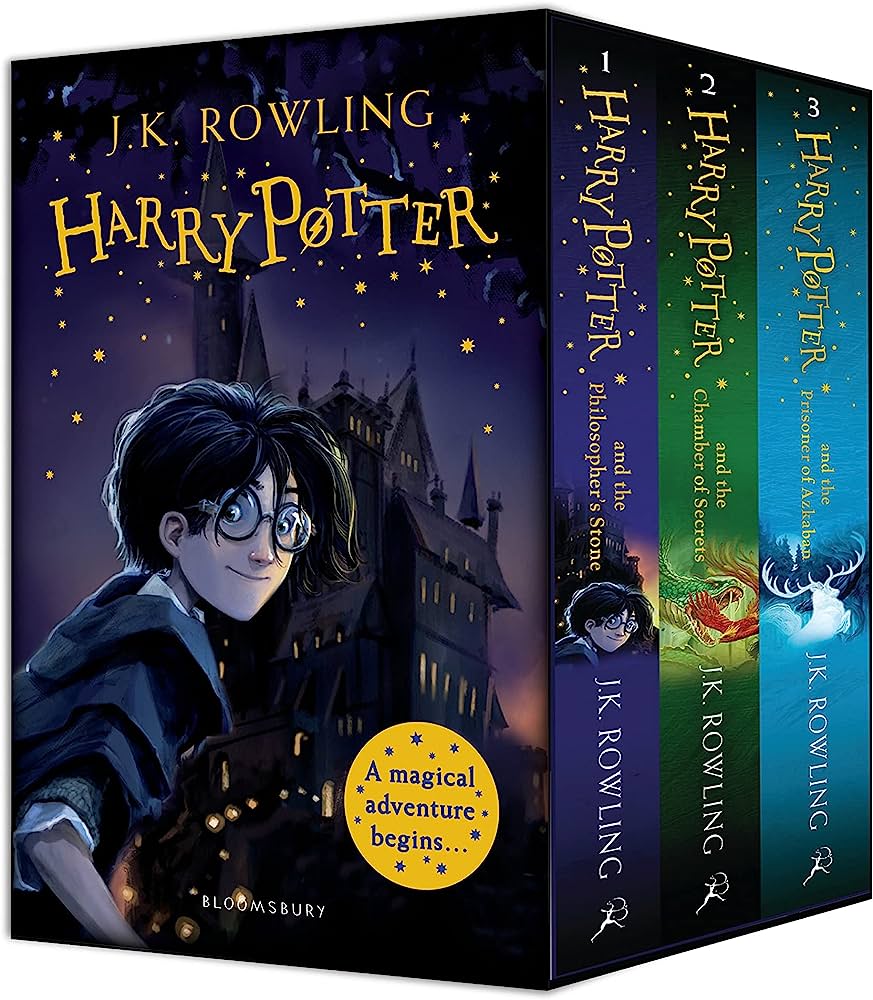 J.K. ROWLING
HARRY POTTER
A magical
adventure
begins...
BLOOMSBURY
1
HARRY POTTER
and the
Philosopher's Stone
J.K. ROWLING
2
HARRY POTTER
and the
Chamber of Secrets
J.K. ROWLING
3
HARRY POTTER
and the
Prisoner of Azkaban
J.K. ROWLING